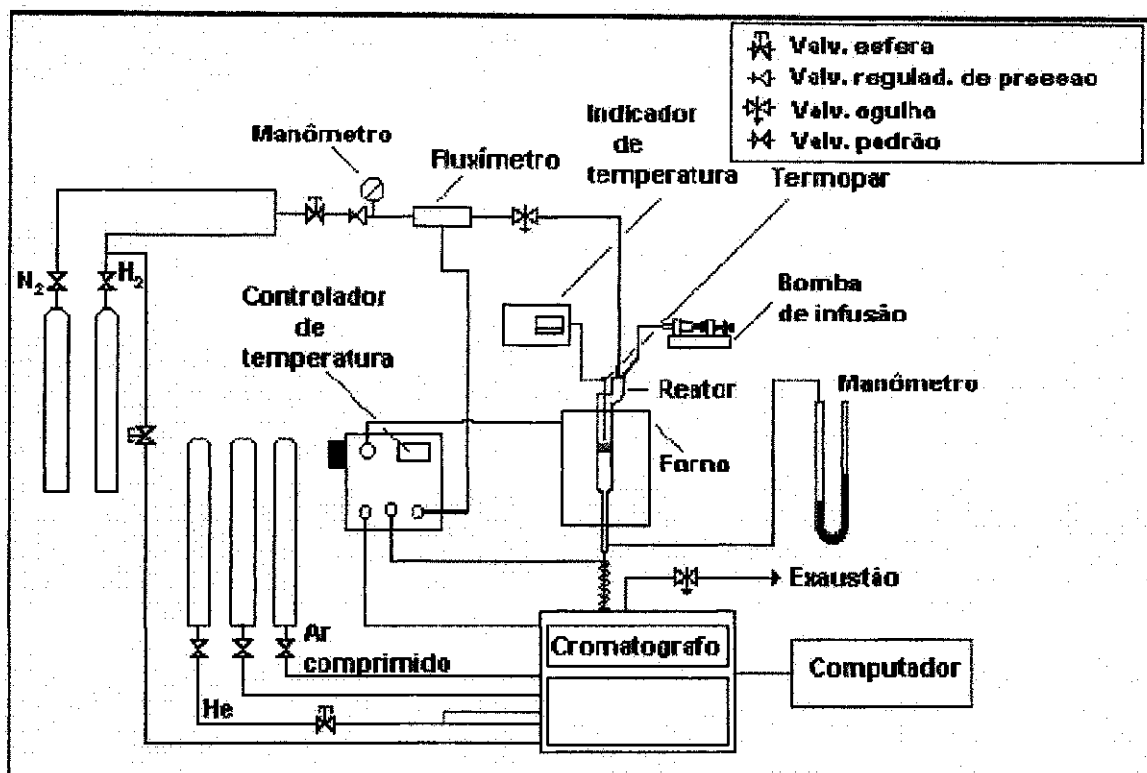 Valv. esfera
Valv. regulad. de pressao
Valv. agulha
Valv. padrão
Manômetro
Fluxímetro
Indicador
de
temperatura
Termopar
N₂
H₂
Controlador
de
temperatura
Bomba
de infusão
Reator
Manômetro
Forno
Exaustão
Ar
comprimido
Cromatografo
Computador
He